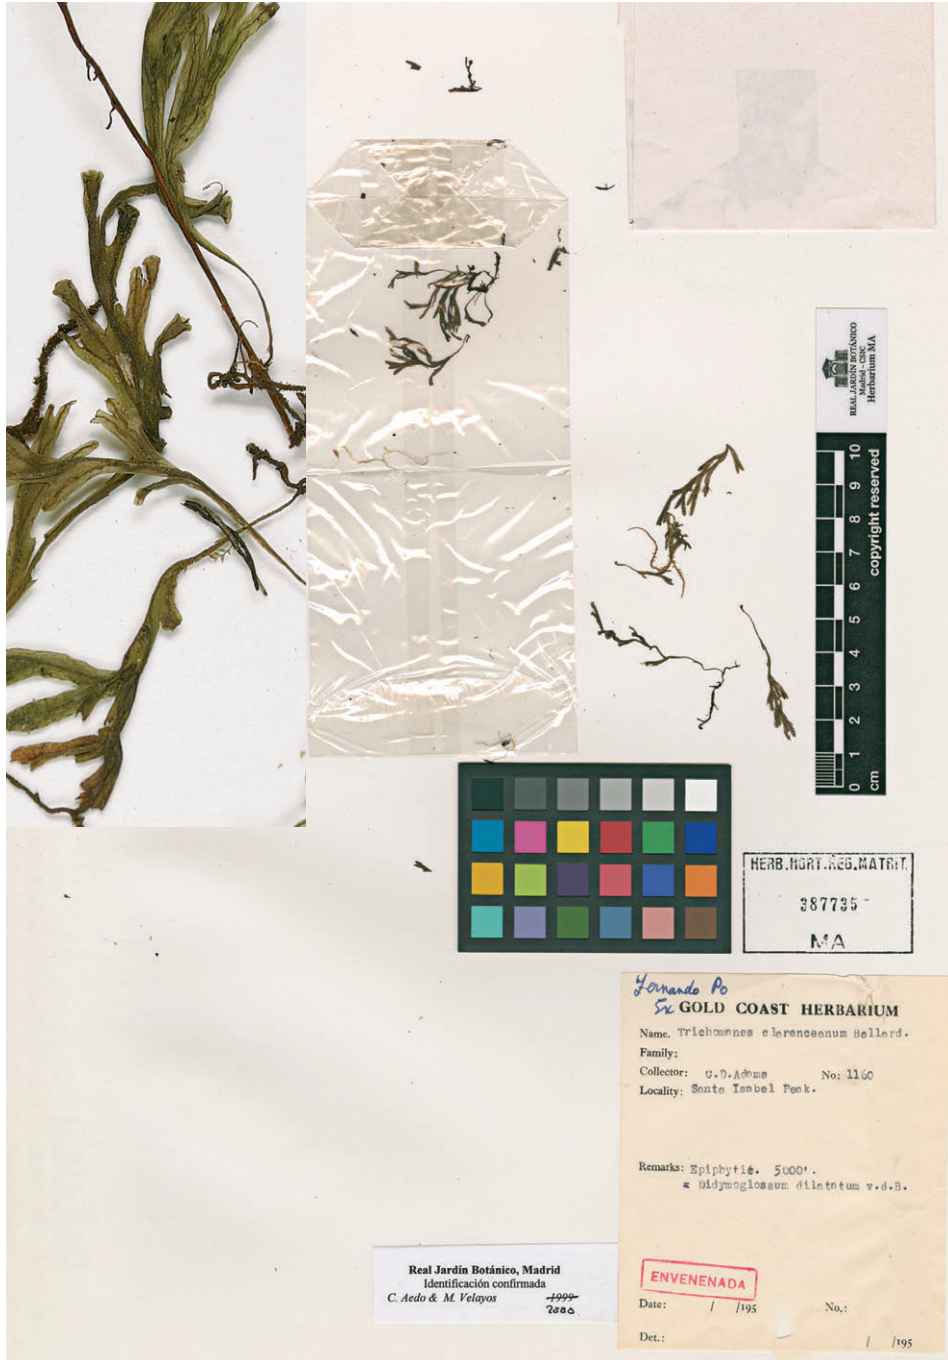 REAL JARDÍN BOTÁNICO
Madrid - CSIC
Herbarium MA
0 1 2 3 4 5 6 7 8 9 10
cm
copyright reserved
HERB.HORT.REG.MATRIT.
387735
MA
Fernando Po
Ex GOLD COAST HERBARIUM
Name. Trichomanes clarenceanum Ballard.
Family:
Collector: C.D.Adams No: 1160
Locality: Santa Isabel Peak.
Remarks: Epiphytic. 5000'.
= Didymoglossum dilatatum v.d.B.
ENVENENADA
Date: / /195 No.:
Det.: / /195
Real Jardín Botánico, Madrid
Identificación confirmada
C. Aedo & M. Velayos 1999
2000